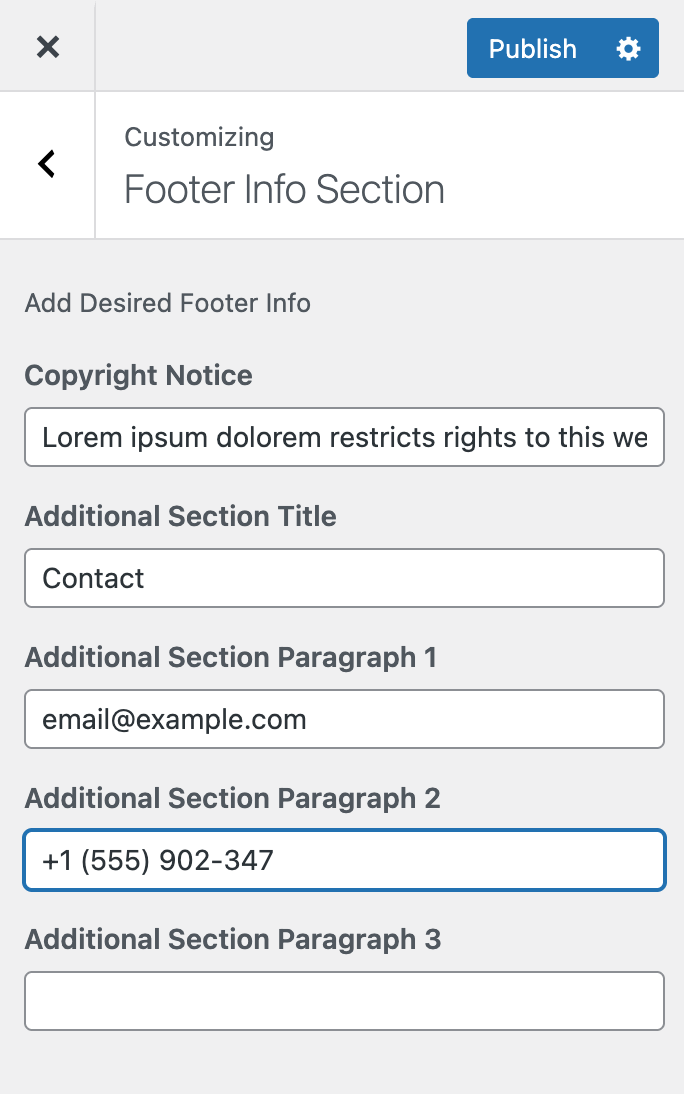 Publish
Customizing
Footer Info Section
Add Desired Footer Info
Copyright Notice
Lorem ipsum dolorem restricts rights to this we
Additional Section Title
Contact
Additional Section Paragraph 1
email@example.com
Additional Section Paragraph 2
+1 (555) 902-347
Additional Section Paragraph 3